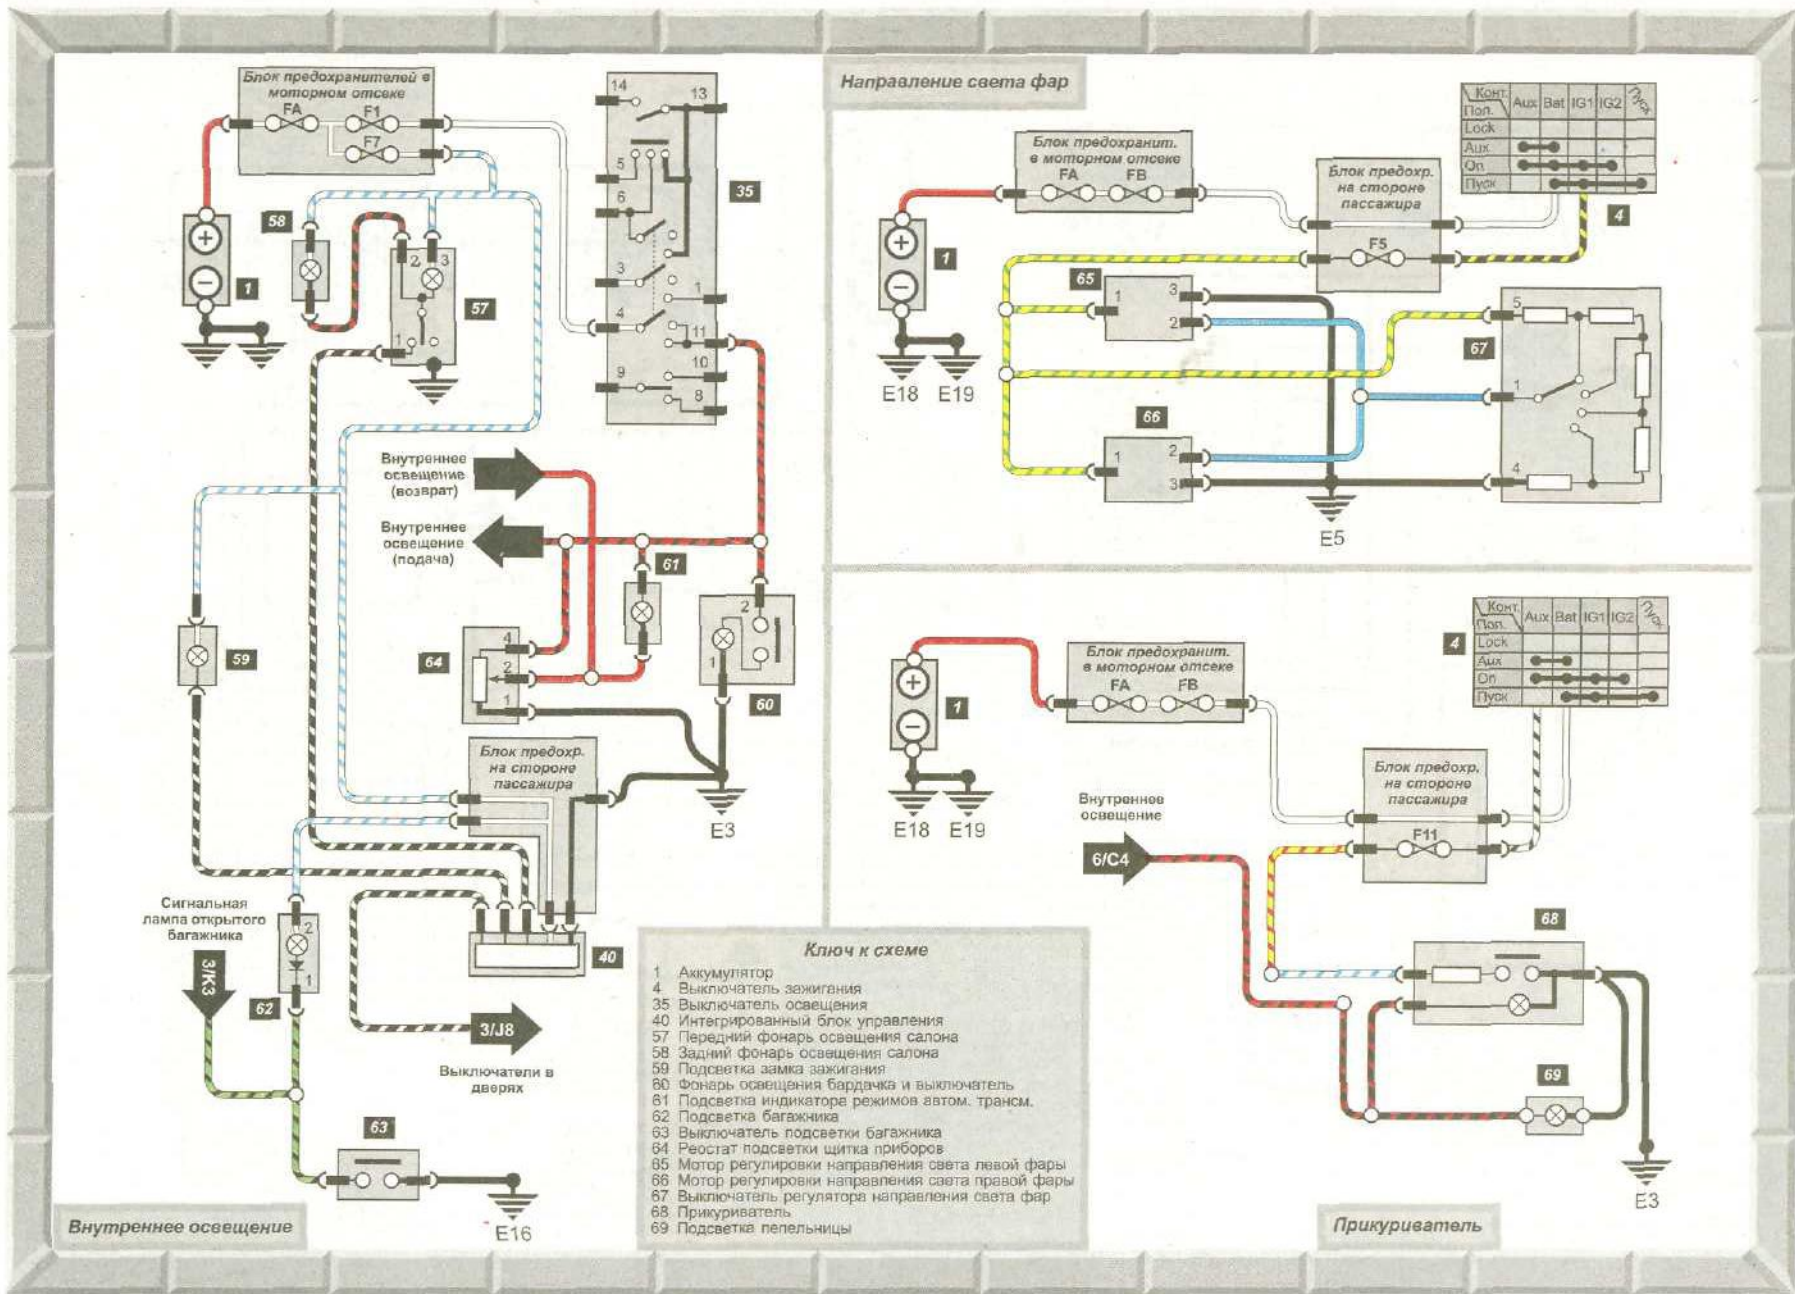 Блок предохранителей в
моторном отсеке
FA
F1
F7
1
58
57
2
3
1
14
13
5
6
3
4
9
1
11
10
8
35
Внутреннее
освещение
(возврат)
Внутреннее
освещение
(подача)
61
59
64
4
2
1
2
1
60
Блок предохр.
на стороне
пассажира
E3
Сигнальная
лампа открытого
багажника
3/K3
2
1
62
40
3/J8
Выключатели в
дверях
63
E16
Внутреннее освещение
Ключ к схеме
1 Аккумулятор
4 Выключатель зажигания
35 Выключатель освещения
40 Интегрированный блок управления
57 Передний фонарь освещения салона
58 Задний фонарь освещения салона
59 Подсветка замка зажигания
60 Фонарь освещения бардачка и выключатель
61 Подсветка индикатора режимов автом. трансм.
62 Подсветка багажника
63 Выключатель подсветки багажника
64 Реостат подсветки щитка приборов
65 Мотор регулировки направления света левой фары
66 Мотор регулировки направления света правой фары
67 Выключатель регулятора направления света фар
68 Прикуриватель
69 Подсветка пепельницы
Направление света фар
Блок предохранит.
в моторном отсеке
FA
FB
Блок предохр.
на стороне
пассажира
F5
Конт.
Пол.
Aux Bat IG1 IG2 Пуск
Lock
Aux
On
Пуск
4
1
E18 E19
65
1
3
2
66
1
2
3
67
5
1
4
E5
Конт.
Пол.
Aux Bat IG1 IG2 Пуск
Lock
Aux
On
Пуск
4
Блок предохранит.
в моторном отсеке
FA
FB
1
E18 E19
Блок предохр.
на стороне
пассажира
F11
Внутреннее
освещение
6/C4
68
69
E3
Прикуриватель